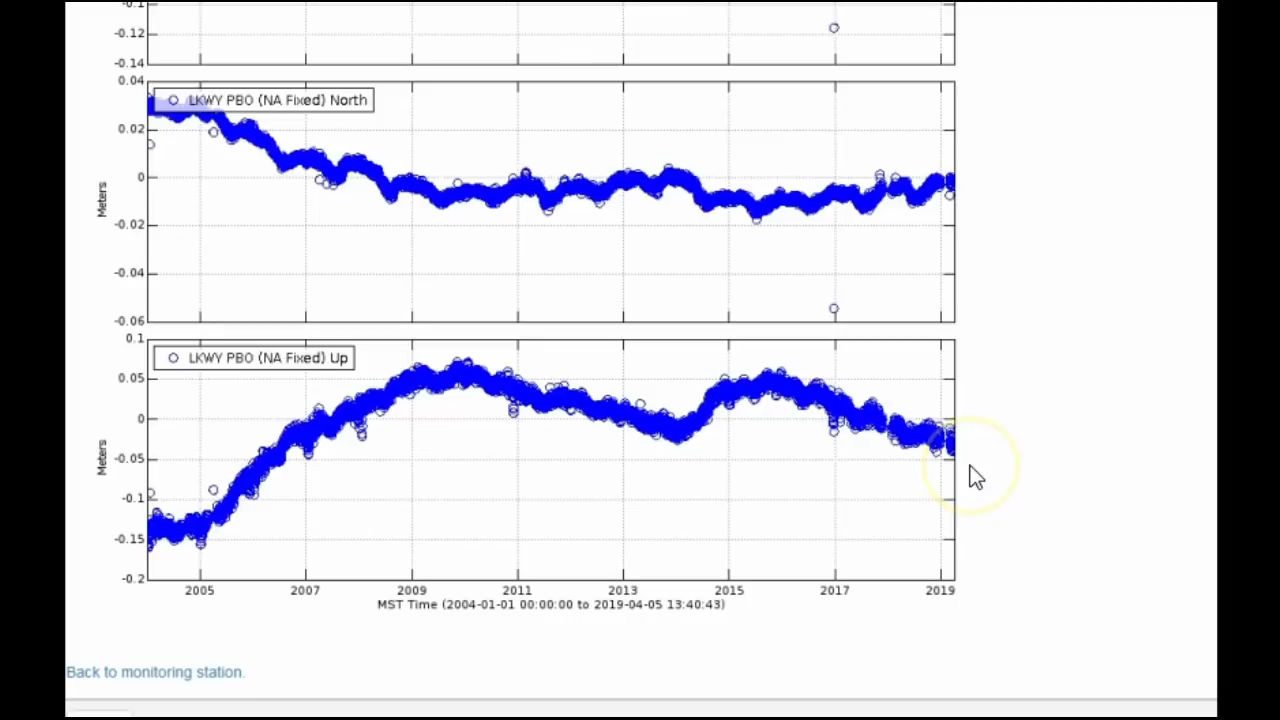 -0.1
-0.12
-0.14
0.04
LKWY PBO (NA Fixed) North
0.02
0
Meters
-0.02
-0.04
-0.06
0.1
LKWY PBO (NA Fixed) Up
0.05
0
Meters
-0.05
-0.1
-0.15
-0.2
2005 2007 2009 2011 2013 2015 2017 2019
MST Time (2004-01-01 00:00:00 to 2019-04-05 13:40:43)
Back to monitoring station.